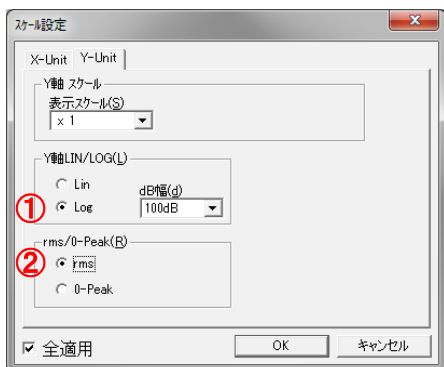 スケール設定
X-Unit Y-Unit
Y軸 スケール
表示スケール(S)
x 1
Y軸LIN/LOG(L)
Lin
dB幅(d)
① Log 100dB
rms/0-Peak(R)
② rms
0-Peak
全適用 OK キャンセル